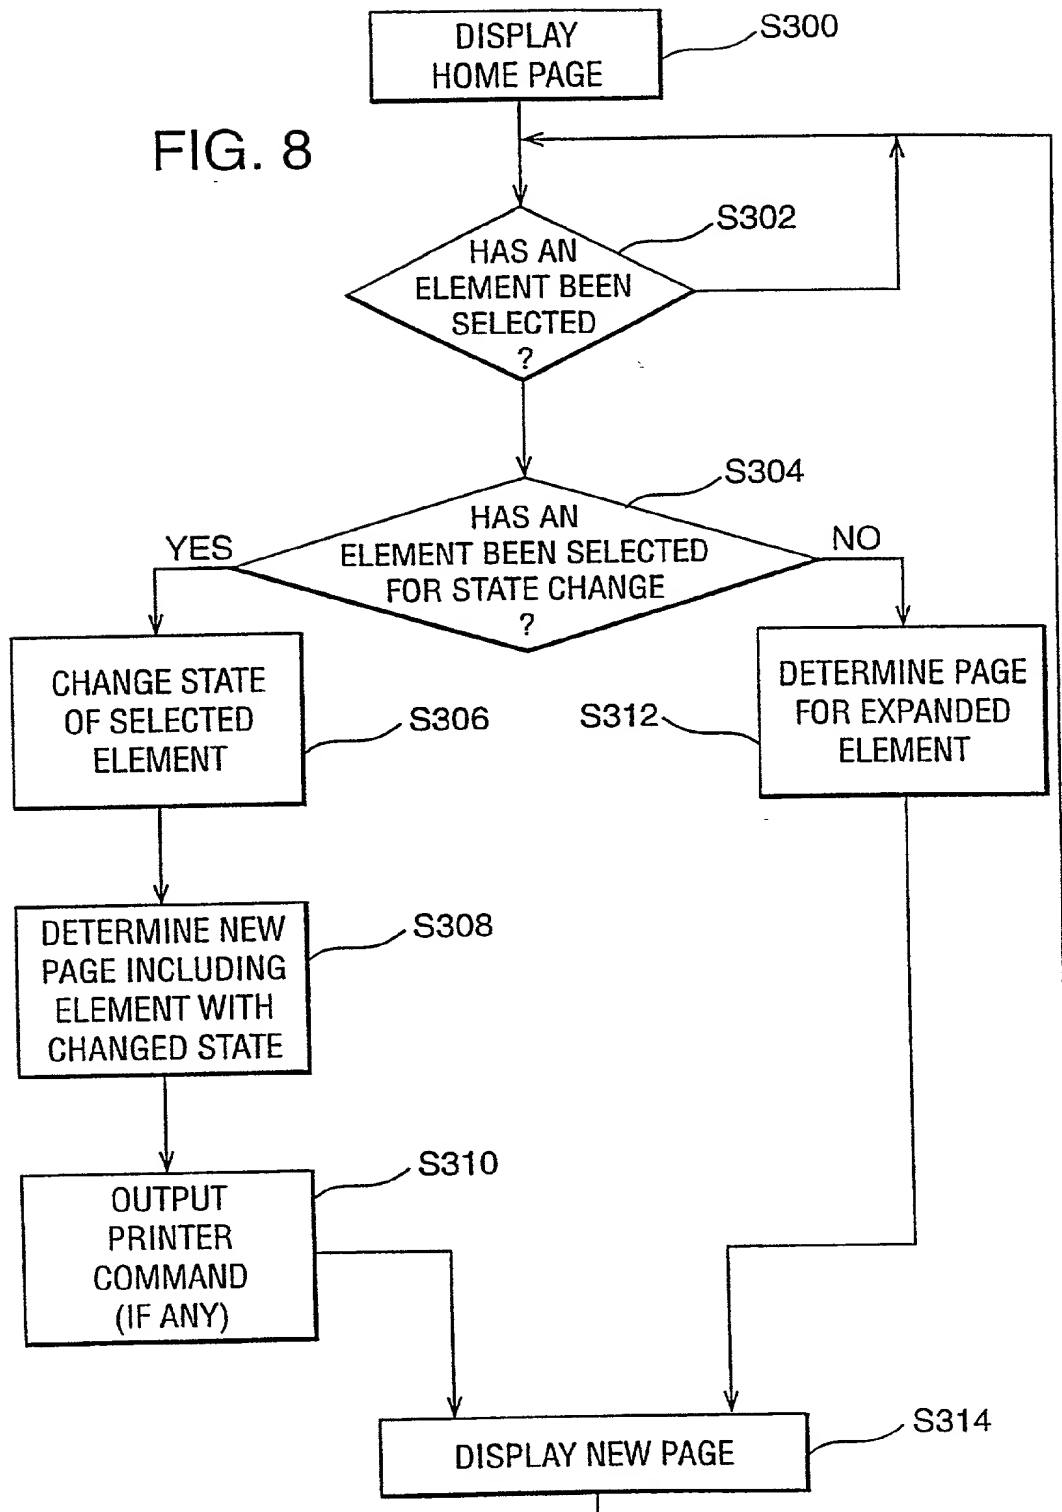 DISPLAY
HOME PAGE
S300
FIG. 8
S302
HAS AN
ELEMENT BEEN
SELECTED
?
S304
HAS AN
ELEMENT BEEN SELECTED
FOR STATE CHANGE
?
YES
NO
CHANGE STATE
OF SELECTED
ELEMENT
S306
S312
DETERMINE PAGE
FOR EXPANDED
ELEMENT
DETERMINE NEW
PAGE INCLUDING
ELEMENT WITH
CHANGED STATE
S308
OUTPUT
PRINTER
COMMAND
(IF ANY)
S310
DISPLAY NEW PAGE
S314